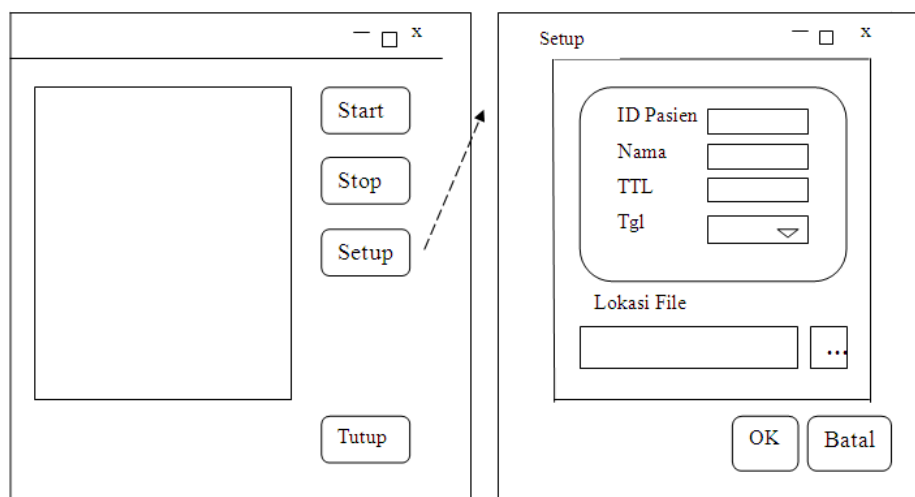 x
Start
Stop
Setup
Tutup
Setup
x
ID Pasien
Nama
TTL
Tgl
Lokasi File
...
OK
Batal